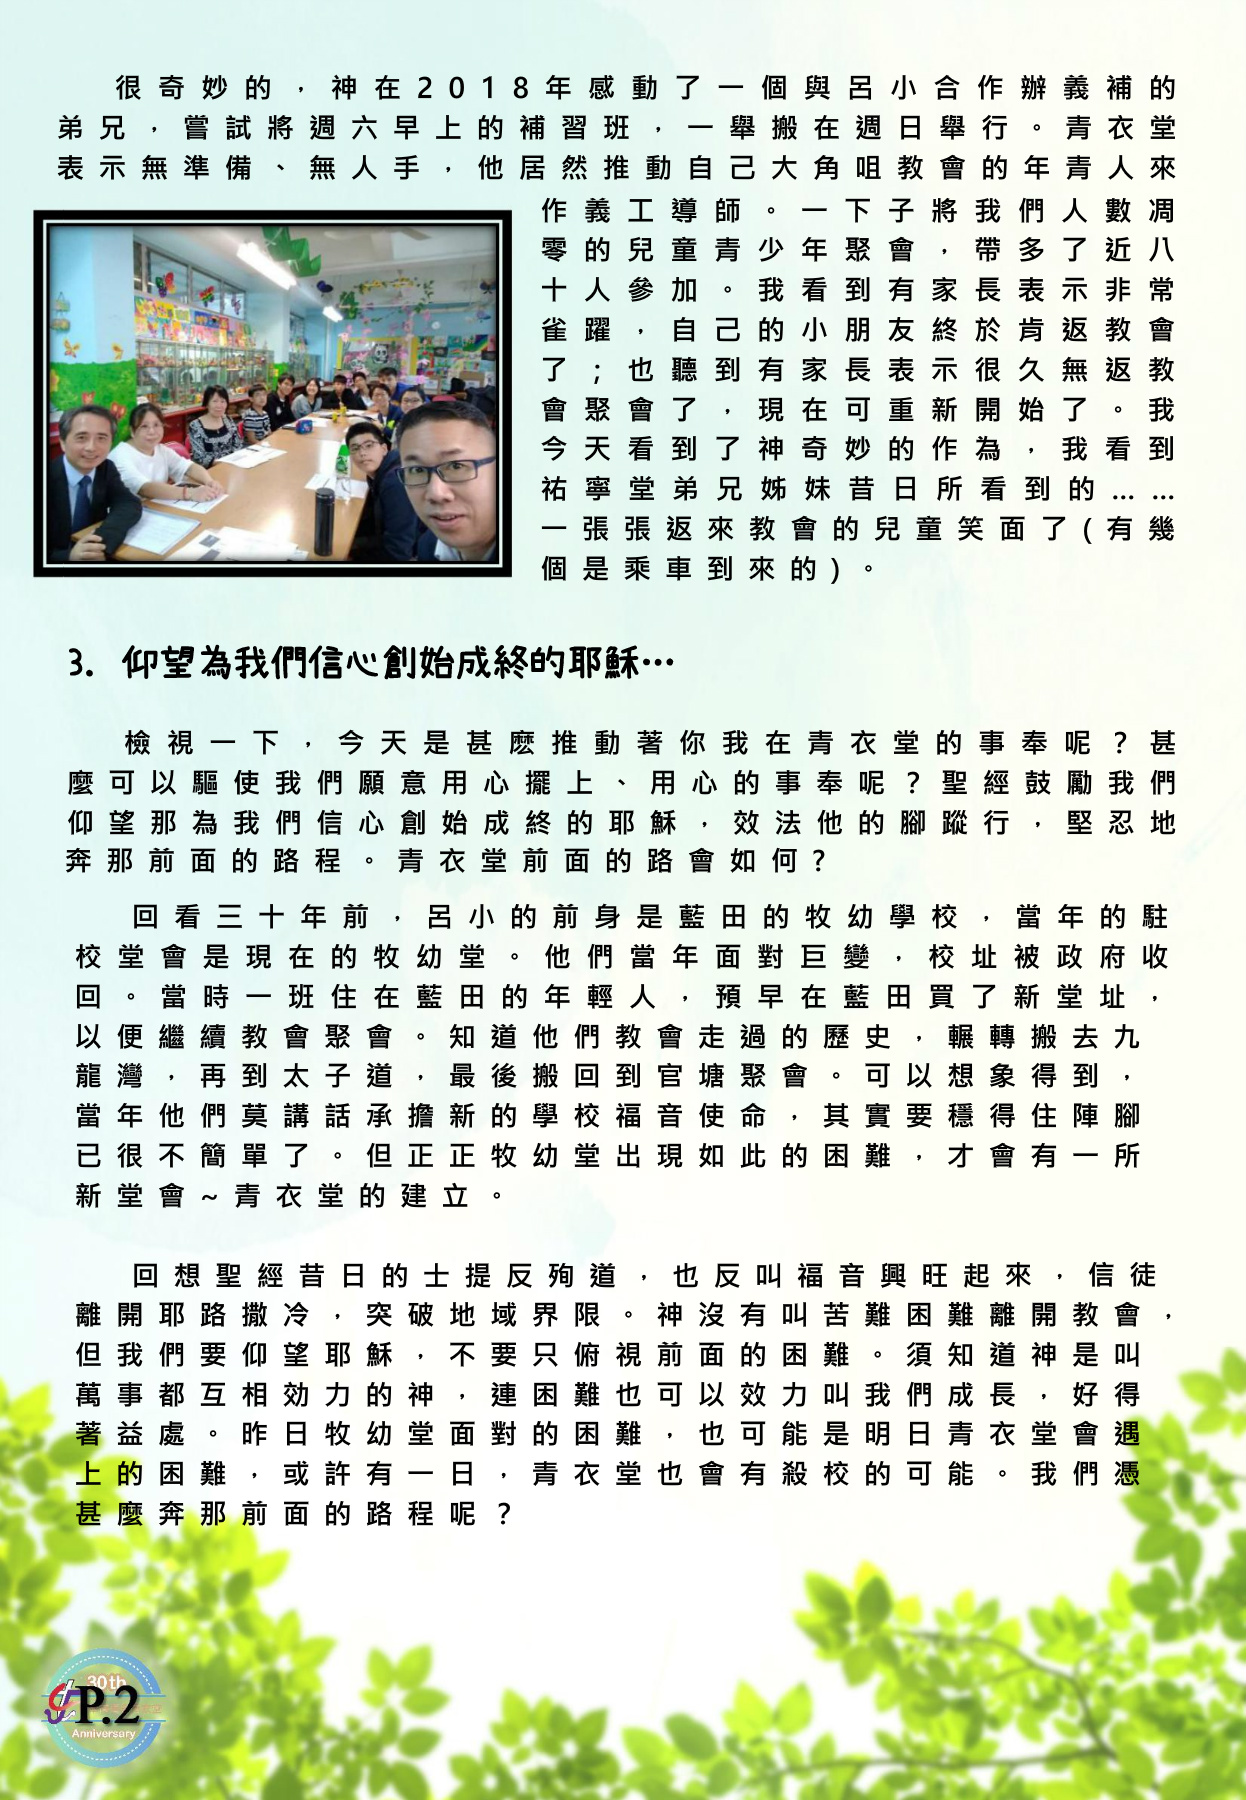 很奇妙的，神在2018年感動了一個與呂小合作辦義補的
弟兄，嘗試將週六早上的補習班，一舉搬在週日舉行。青衣堂
表示無準備、無人手，他居然推動自己大角咀教會的年青人來
作義工導師。一下子將我們人數凋
零的兒童青少年聚會，帶多了近八
十人參加。我看到有家長表示非常
雀躍，自己的小朋友終於肯返教會
了；也聽到有家長表示很久無返教
會聚會了，現在可重新開始了。我
今天看到了神奇妙的作為，我看到
祐寧堂弟兄姊妹昔日所看到的……
一張張返來教會的兒童笑面了(有幾
個是乘車到來的)。
3. 仰望為我們信心創始成終的耶穌…
檢視一下，今天是甚麽推動著你我在青衣堂的事奉呢?甚
麼可以驅使我們願意用心擺上、用心的事奉呢?聖經鼓勵我們
仰望那為我們信心創始成終的耶穌，效法他的腳蹤行，堅忍地
奔那前面的路程。青衣堂前面的路會如何?
回看三十年前，呂小的前身是藍田的牧幼學校，當年的駐
校堂會是現在的牧幼堂。他們當年面對巨變，校址被政府收
回。當時一班住在藍田的年輕人，預早在藍田買了新堂址，
以便繼續教會聚會。知道他們教會走過的歷史，輾轉搬去九
龍灣，再到太子道，最後搬回到官塘聚會。可以想象得到，
當年他們莫講話承擔新的學校福音使命，其實要穩得住陣腳
已很不簡單了。但正正牧幼堂出現如此的困難，才會有一所
新堂會~青衣堂的建立。
回想聖經昔日的士提反殉道，也反叫福音興旺起來，信徒
離開耶路撒冷，突破地域界限。神沒有叫苦難困難離開教會，
但我們要仰望耶穌，不要只俯視前面的困難。須知道神是叫
萬事都互相効力的神，連困難也可以效力叫我們成長，好得
著益處。昨日牧幼堂面對的困難，也可能是明日青衣堂會遇
上的困難，或許有一日，青衣堂也會有殺校的可能。我們憑
甚麼奔那前面的路程呢?
30th
P.2
Anniversary